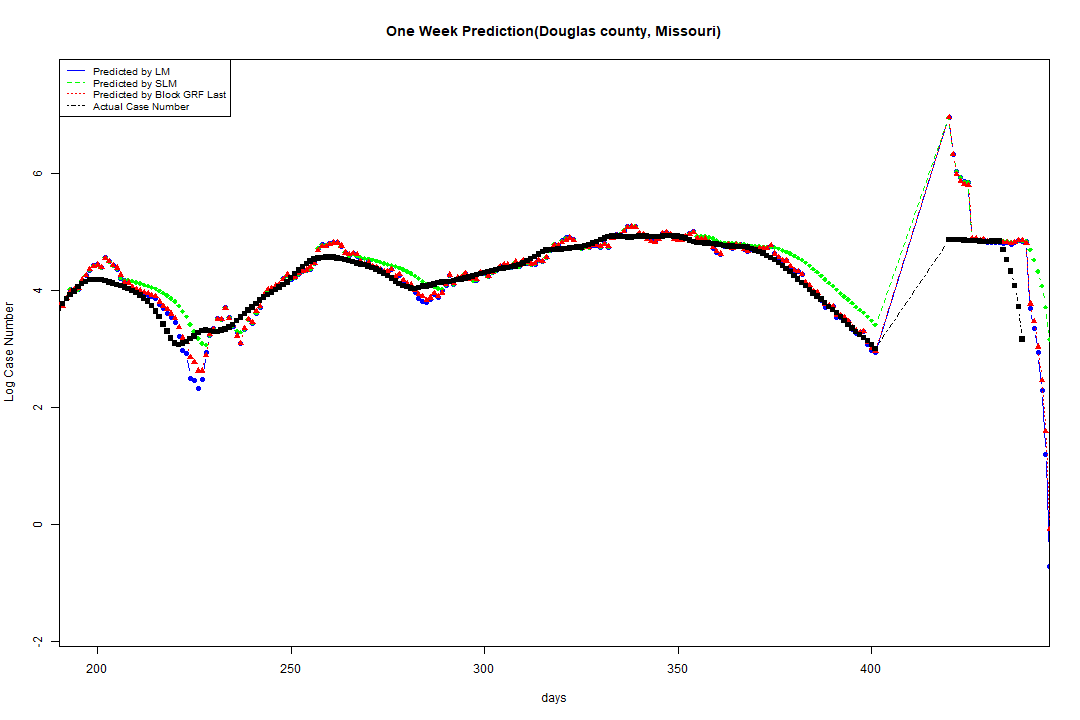 One Week Prediction(Douglas county, Missouri)
Predicted by LM
Predicted by SLM
Predicted by Block GRF Last
Actual Case Number
Log Case Number
6
4
2
0
-2
200 250 300 350 400
days